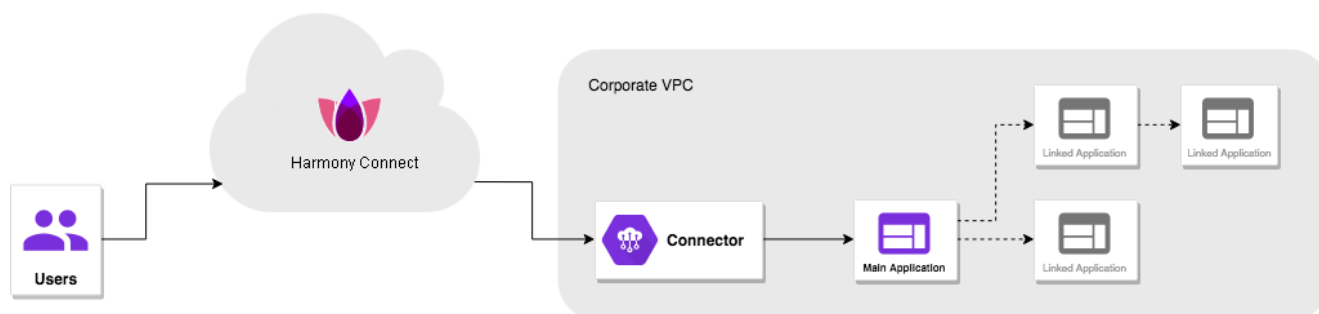 Corporate VPC
Harmony Connect
Linked Application
Linked Application
Users
Connector
Main Application
Linked Application